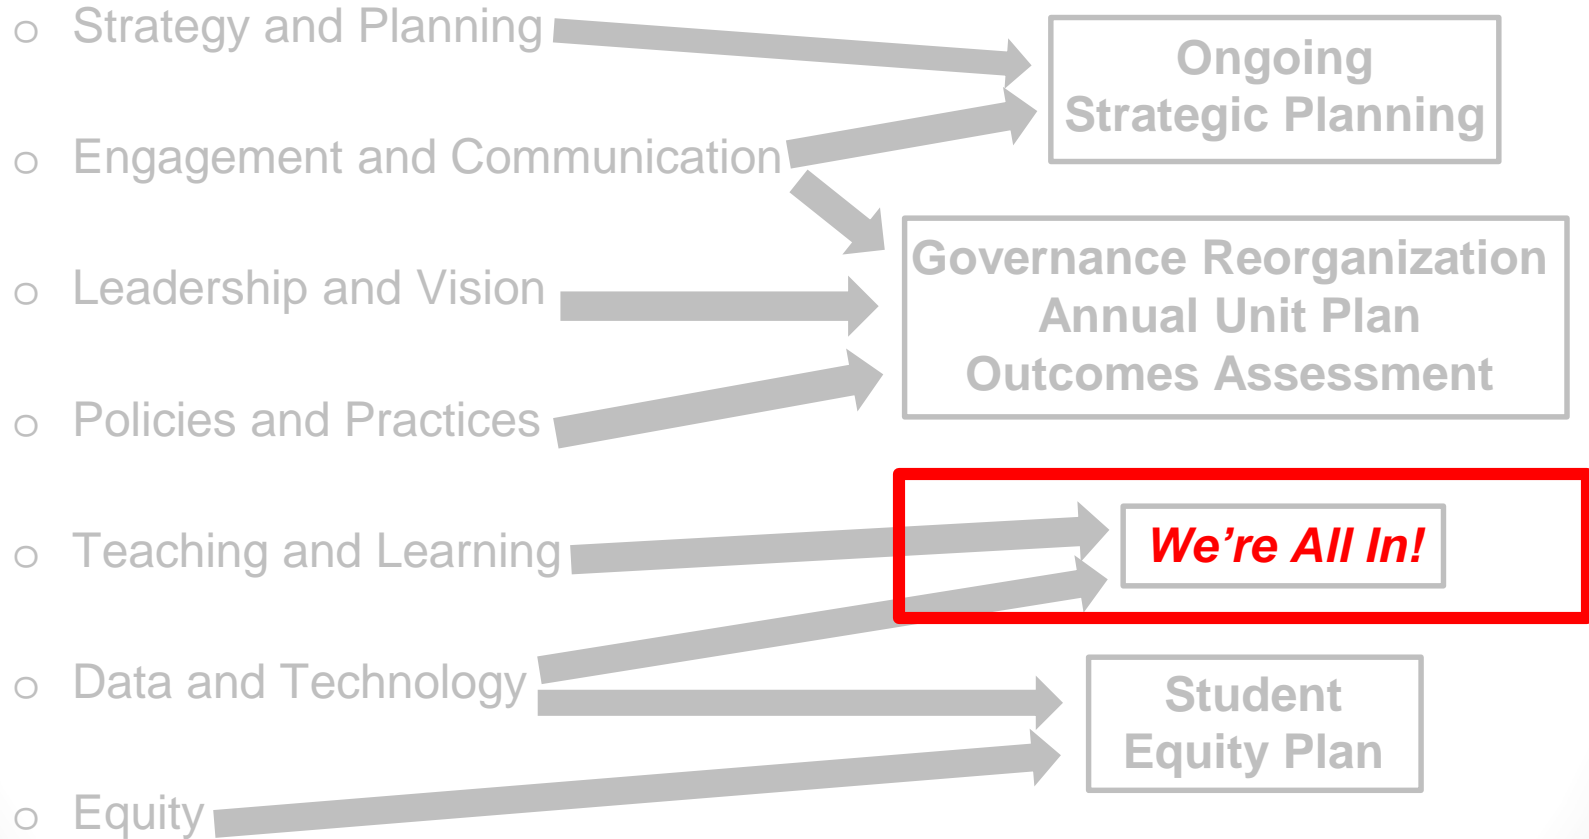 o Strategy and Planning
o Engagement and Communication
o Leadership and Vision
o Policies and Practices
o Teaching and Learning
o Data and Technology
o Equity
Ongoing
Strategic Planning
Governance Reorganization
Annual Unit Plan
Outcomes Assessment
We’re All In!
Student
Equity Plan